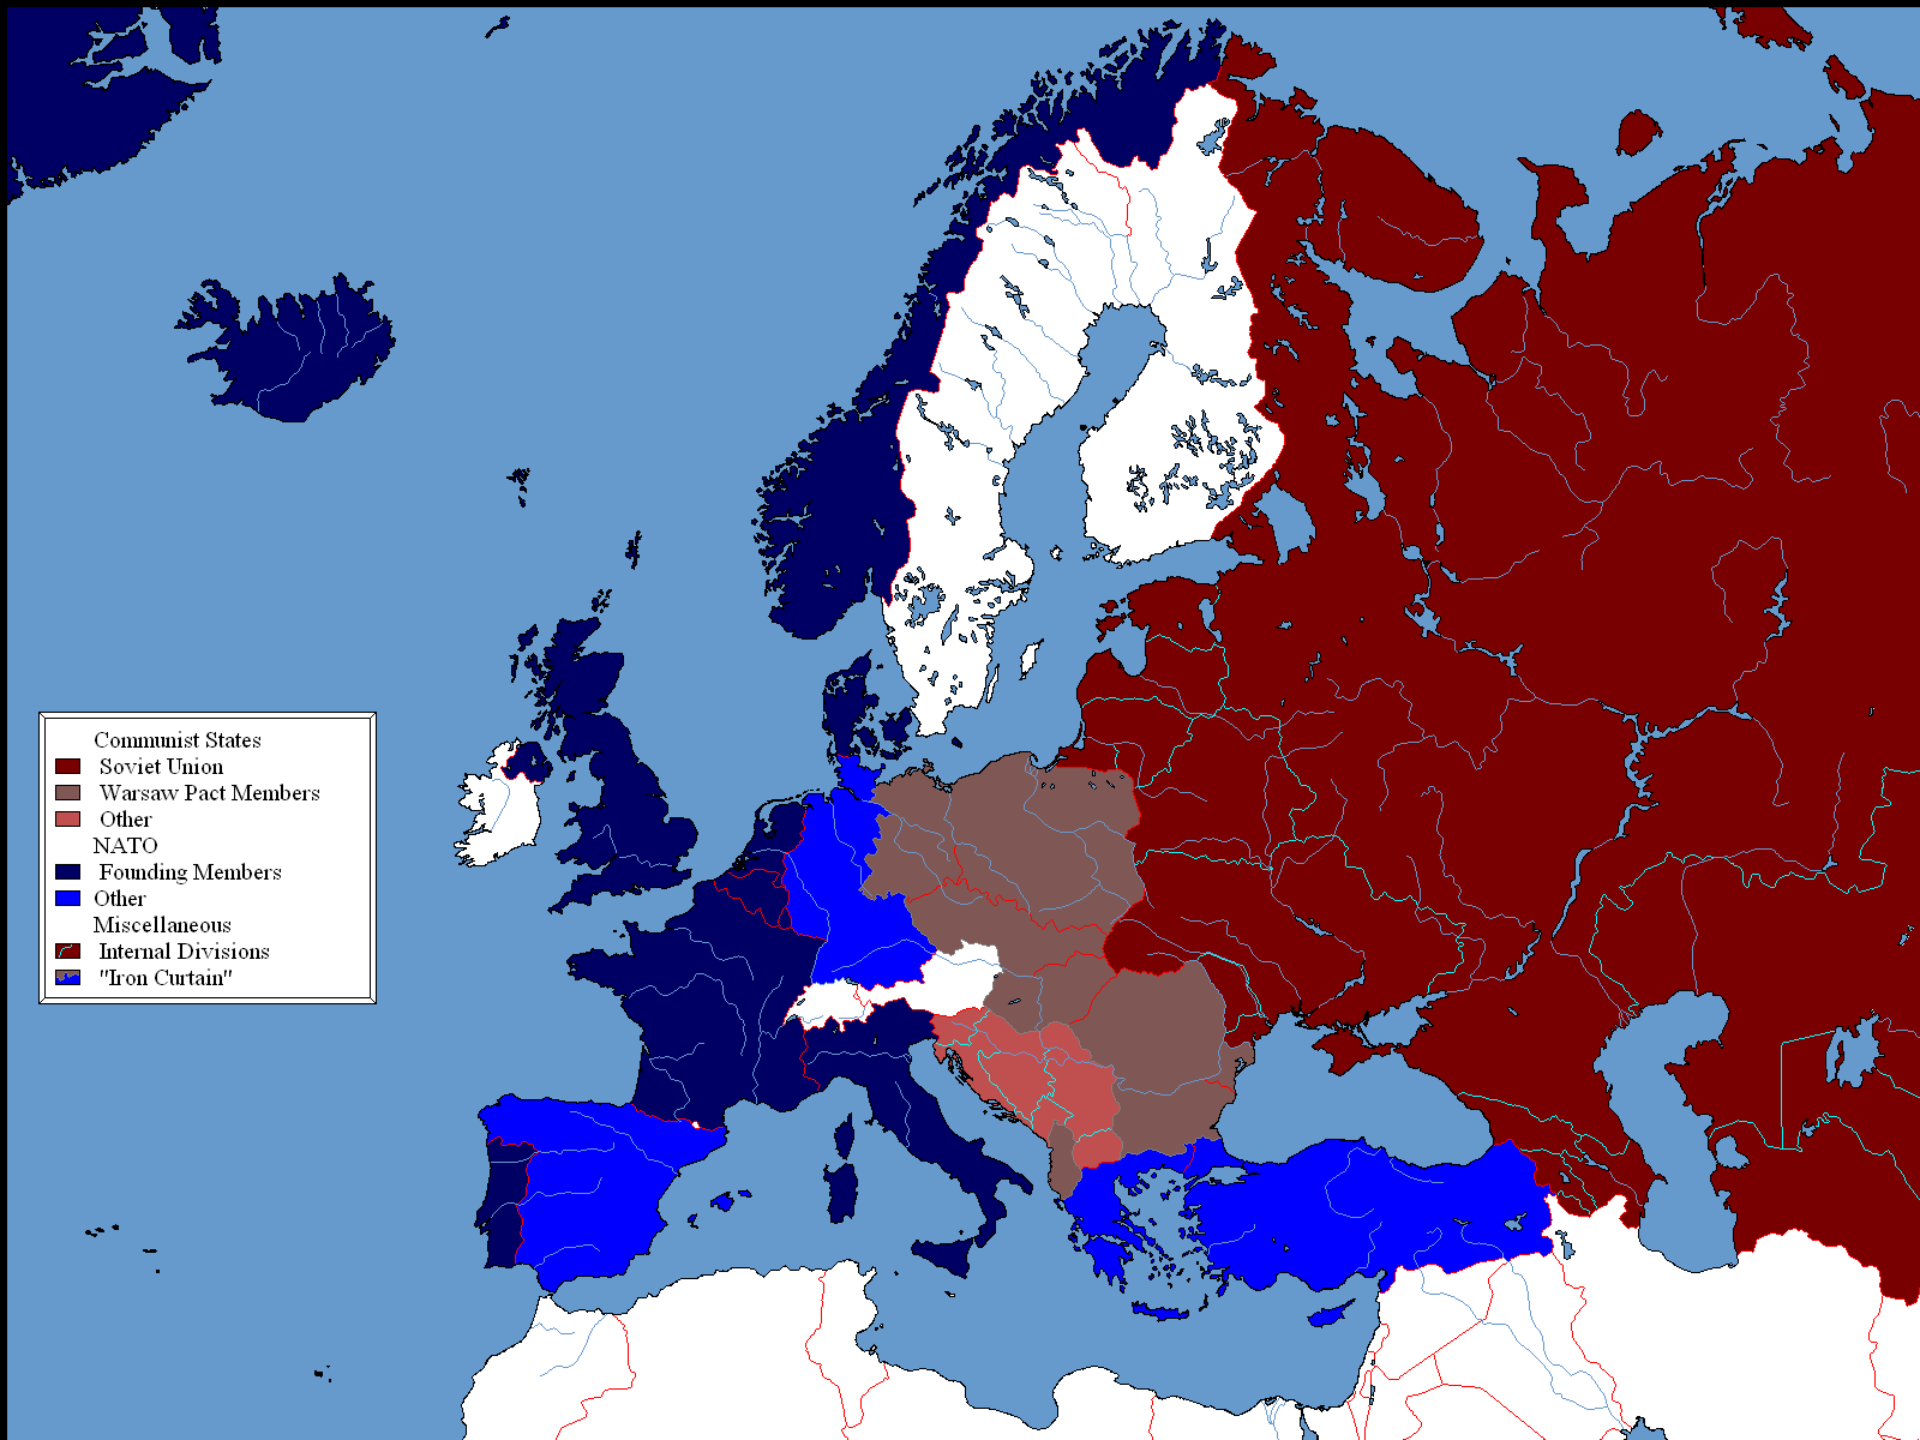 Communist States
Soviet Union
Warsaw Pact Members
Other
NATO
Founding Members
Other
Miscellaneous
Internal Divisions
"Iron Curtain"